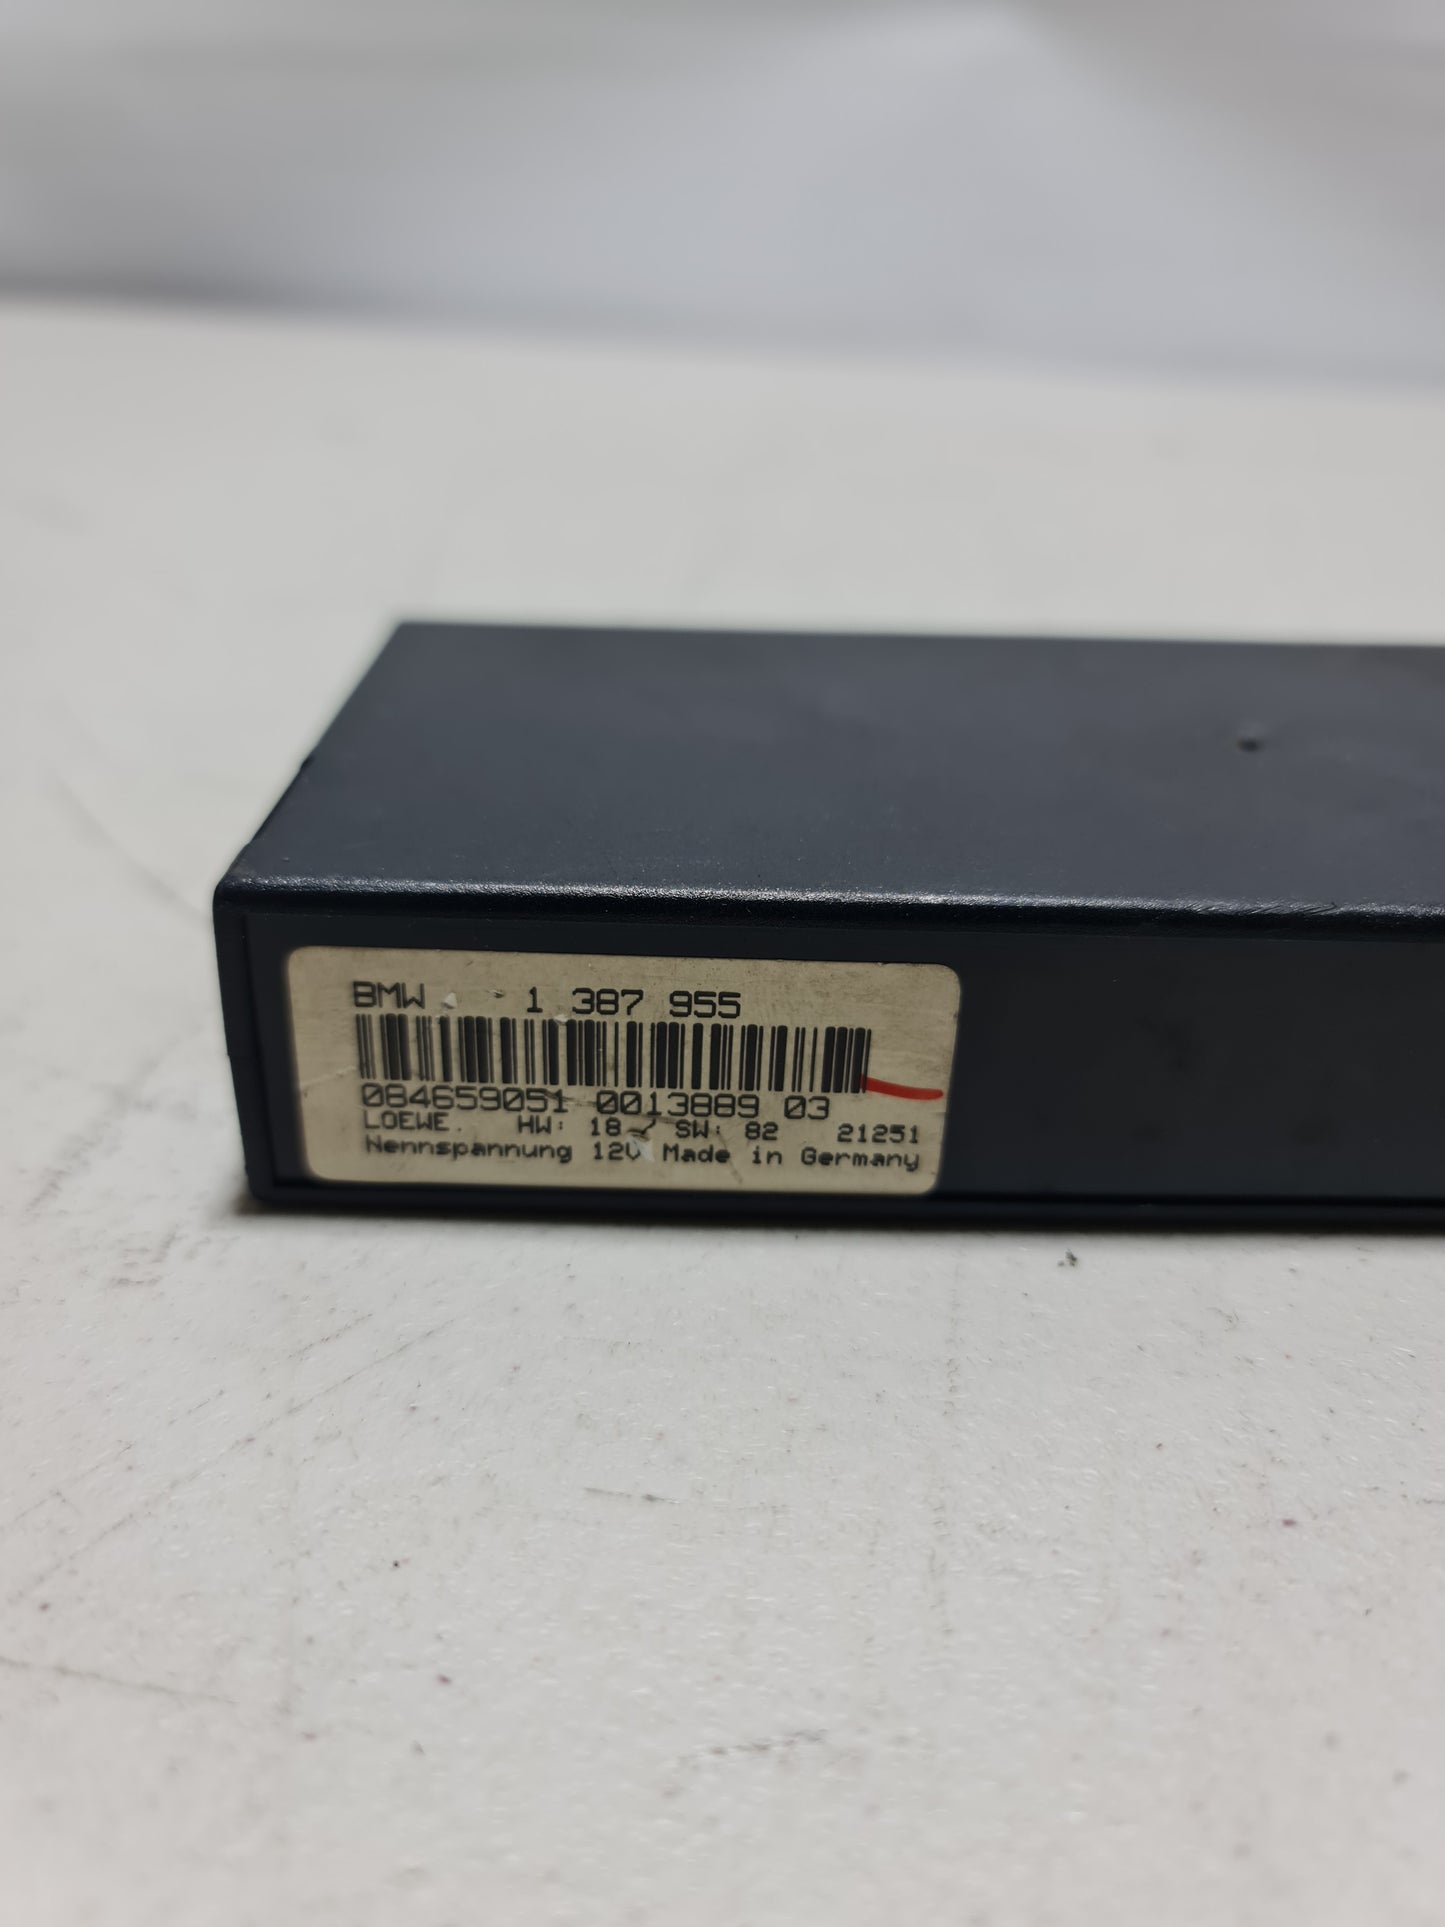 BMW 1 387 955
084659051 0013889 03
LOEWE. HW: 18 SW: 82 21251
Nennspannung 12V Made in Germany